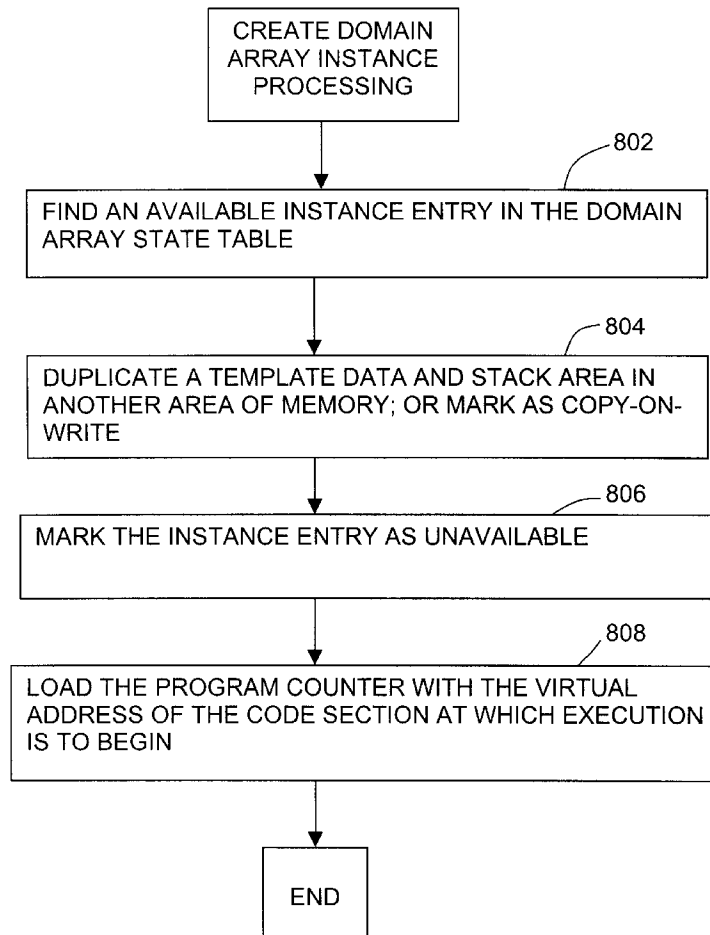 CREATE DOMAIN
ARRAY INSTANCE
PROCESSING
802
FIND AN AVAILABLE INSTANCE ENTRY IN THE DOMAIN
ARRAY STATE TABLE
804
DUPLICATE A TEMPLATE DATA AND STACK AREA IN
ANOTHER AREA OF MEMORY; OR MARK AS COPY-ON-
WRITE
806
MARK THE INSTANCE ENTRY AS UNAVAILABLE
808
LOAD THE PROGRAM COUNTER WITH THE VIRTUAL
ADDRESS OF THE CODE SECTION AT WHICH EXECUTION
IS TO BEGIN
END